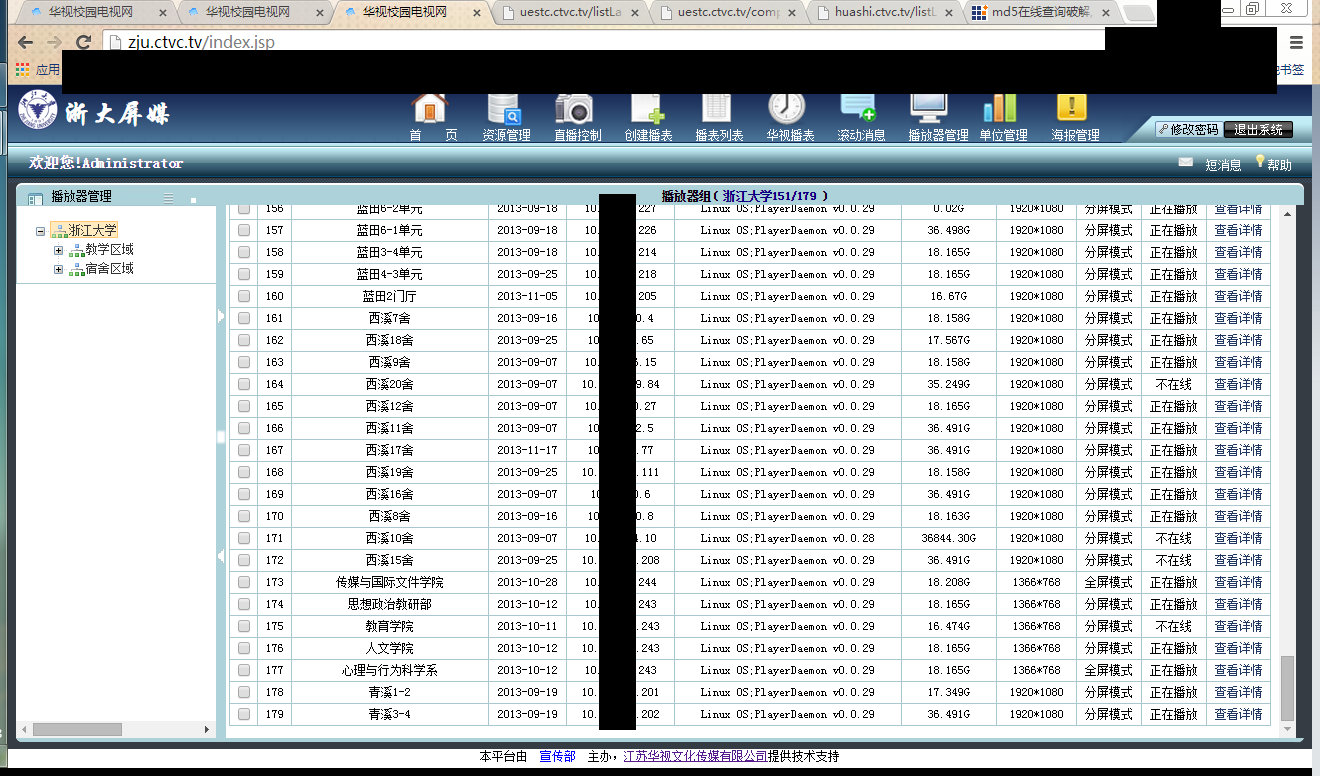 华视校园电视网 × 华视校园电视网 × 华视校园电视网 × uestc.ctvc.tv/listLa × uestc.ctvc.tv/comp × huashi.ctvc.tv/listL × md5在线查询破解 ×
zju.ctvc.tv/index.jsp
应用 书签
浙大屏媒
首 页 资源管理 直播控制 创建播表 播表列表 华视播表 滚动消息 播放器管理 单位管理 海报管理 修改密码 退出系统
欢迎您!Administrator 短消息 帮助
播放器管理 播放器组( 浙江大学151/179 )
浙江大学
教学区域
宿舍区域
156 蓝田6-2单元 2013-09-18 10. 227 Linux OS;PlayerDaemon v0.0.29 0.02G 1920*1080 分屏模式 正在播放 查看详情
157 蓝田6-1单元 2013-09-18 10. 226 Linux OS;PlayerDaemon v0.0.29 36.498G 1920*1080 分屏模式 正在播放 查看详情
158 蓝田3-4单元 2013-09-18 10. 214 Linux OS;PlayerDaemon v0.0.29 18.165G 1920*1080 分屏模式 正在播放 查看详情
159 蓝田4-3单元 2013-09-25 10. 218 Linux OS;PlayerDaemon v0.0.29 18.165G 1920*1080 分屏模式 正在播放 查看详情
160 蓝田2门厅 2013-11-05 10. 205 Linux OS;PlayerDaemon v0.0.29 16.67G 1920*1080 分屏模式 正在播放 查看详情
161 西溪7舍 2013-09-16 10. 0.4 Linux OS;PlayerDaemon v0.0.29 18.158G 1920*1080 分屏模式 正在播放 查看详情
162 西溪18舍 2013-09-25 10 .65 Linux OS;PlayerDaemon v0.0.29 17.567G 1920*1080 分屏模式 正在播放 查看详情
163 西溪9舍 2013-09-07 10. .15 Linux OS;PlayerDaemon v0.0.29 18.158G 1920*1080 分屏模式 正在播放 查看详情
164 西溪20舍 2013-09-07 10. 9.84 Linux OS;PlayerDaemon v0.0.29 35.249G 1920*1080 分屏模式 不在线 查看详情
165 西溪12舍 2013-09-07 10. 0.27 Linux OS;PlayerDaemon v0.0.29 18.165G 1920*1080 分屏模式 正在播放 查看详情
166 西溪11舍 2013-09-07 10. 2.5 Linux OS;PlayerDaemon v0.0.29 36.491G 1920*1080 分屏模式 正在播放 查看详情
167 西溪17舍 2013-11-17 10. .77 Linux OS;PlayerDaemon v0.0.29 36.491G 1920*1080 分屏模式 正在播放 查看详情
168 西溪19舍 2013-09-25 10. .111 Linux OS;PlayerDaemon v0.0.29 18.158G 1920*1080 分屏模式 正在播放 查看详情
169 西溪16舍 2013-09-07 10 0.6 Linux OS;PlayerDaemon v0.0.29 36.491G 1920*1080 分屏模式 正在播放 查看详情
170 西溪8舍 2013-09-16 10 0.8 Linux OS;PlayerDaemon v0.0.29 18.163G 1920*1080 分屏模式 正在播放 查看详情
171 西溪10舍 2013-09-07 10. .10 Linux OS;PlayerDaemon v0.0.28 36844.30G 1920*1080 分屏模式 不在线 查看详情
172 西溪15舍 2013-09-25 10. .208 Linux OS;PlayerDaemon v0.0.29 36.491G 1920*1080 分屏模式 不在线 查看详情
173 传媒与国际文件学院 2013-10-28 10. 244 Linux OS;PlayerDaemon v0.0.29 18.208G 1366*768 全屏模式 正在播放 查看详情
174 思想政治教研部 2013-10-12 10. 243 Linux OS;PlayerDaemon v0.0.29 18.165G 1366*768 分屏模式 正在播放 查看详情
175 教育学院 2013-10-11 10. .243 Linux OS;PlayerDaemon v0.0.29 16.474G 1366*768 分屏模式 不在线 查看详情
176 人文学院 2013-10-12 10. .243 Linux OS;PlayerDaemon v0.0.29 18.165G 1366*768 分屏模式 正在播放 查看详情
177 心理与行为科学系 2013-10-12 10. 243 Linux OS;PlayerDaemon v0.0.29 18.165G 1366*768 全屏模式 正在播放 查看详情
178 青溪1-2 2013-09-19 10. .201 Linux OS;PlayerDaemon v0.0.29 17.349G 1920*1080 分屏模式 正在播放 查看详情
179 青溪3-4 2013-09-19 10. .202 Linux OS;PlayerDaemon v0.0.29 36.491G 1920*1080 分屏模式 正在播放 查看详情
本平台由 宣传部 主办，江苏华视文化传媒有限公司提供技术支持